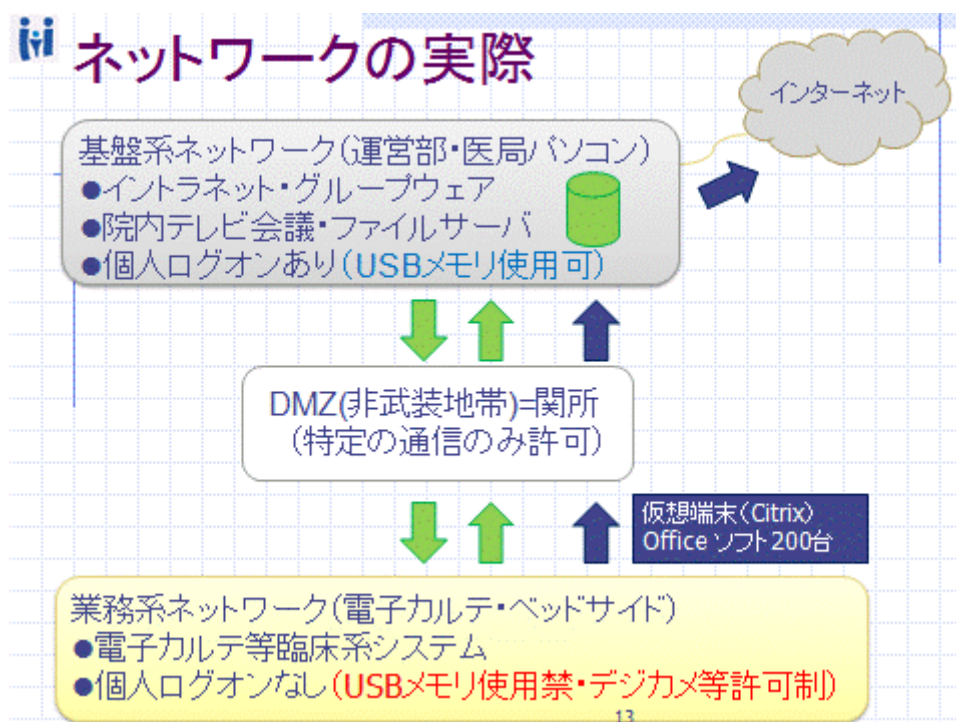 ネットワークの実際
インターネット
基盤系ネットワーク(運営部・医局パソコン)
●イントラネット・グループウェア
●院内テレビ会議・ファイルサーバ
●個人ログオンあり(USBメモリ使用可)
DMZ(非武装地帯)=関所
(特定の通信のみ許可)
仮想端末(Citrix)
Office ソフト200台
業務系ネットワーク(電子カルテ・ベッドサイド)
●電子カルテ等臨床系システム
●個人ログオンなし(USBメモリ使用禁・デジカメ等許可制)
13